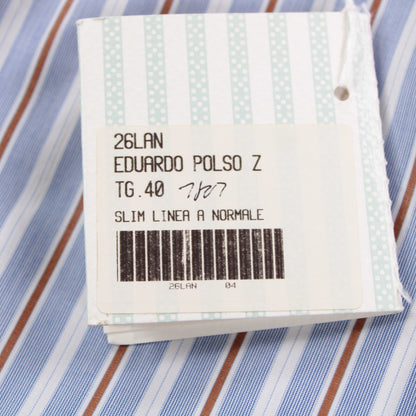 26LAN
EDUARDO POLSO Z
TG.40
SLIM LINEA A NORMALE
26LAN 04